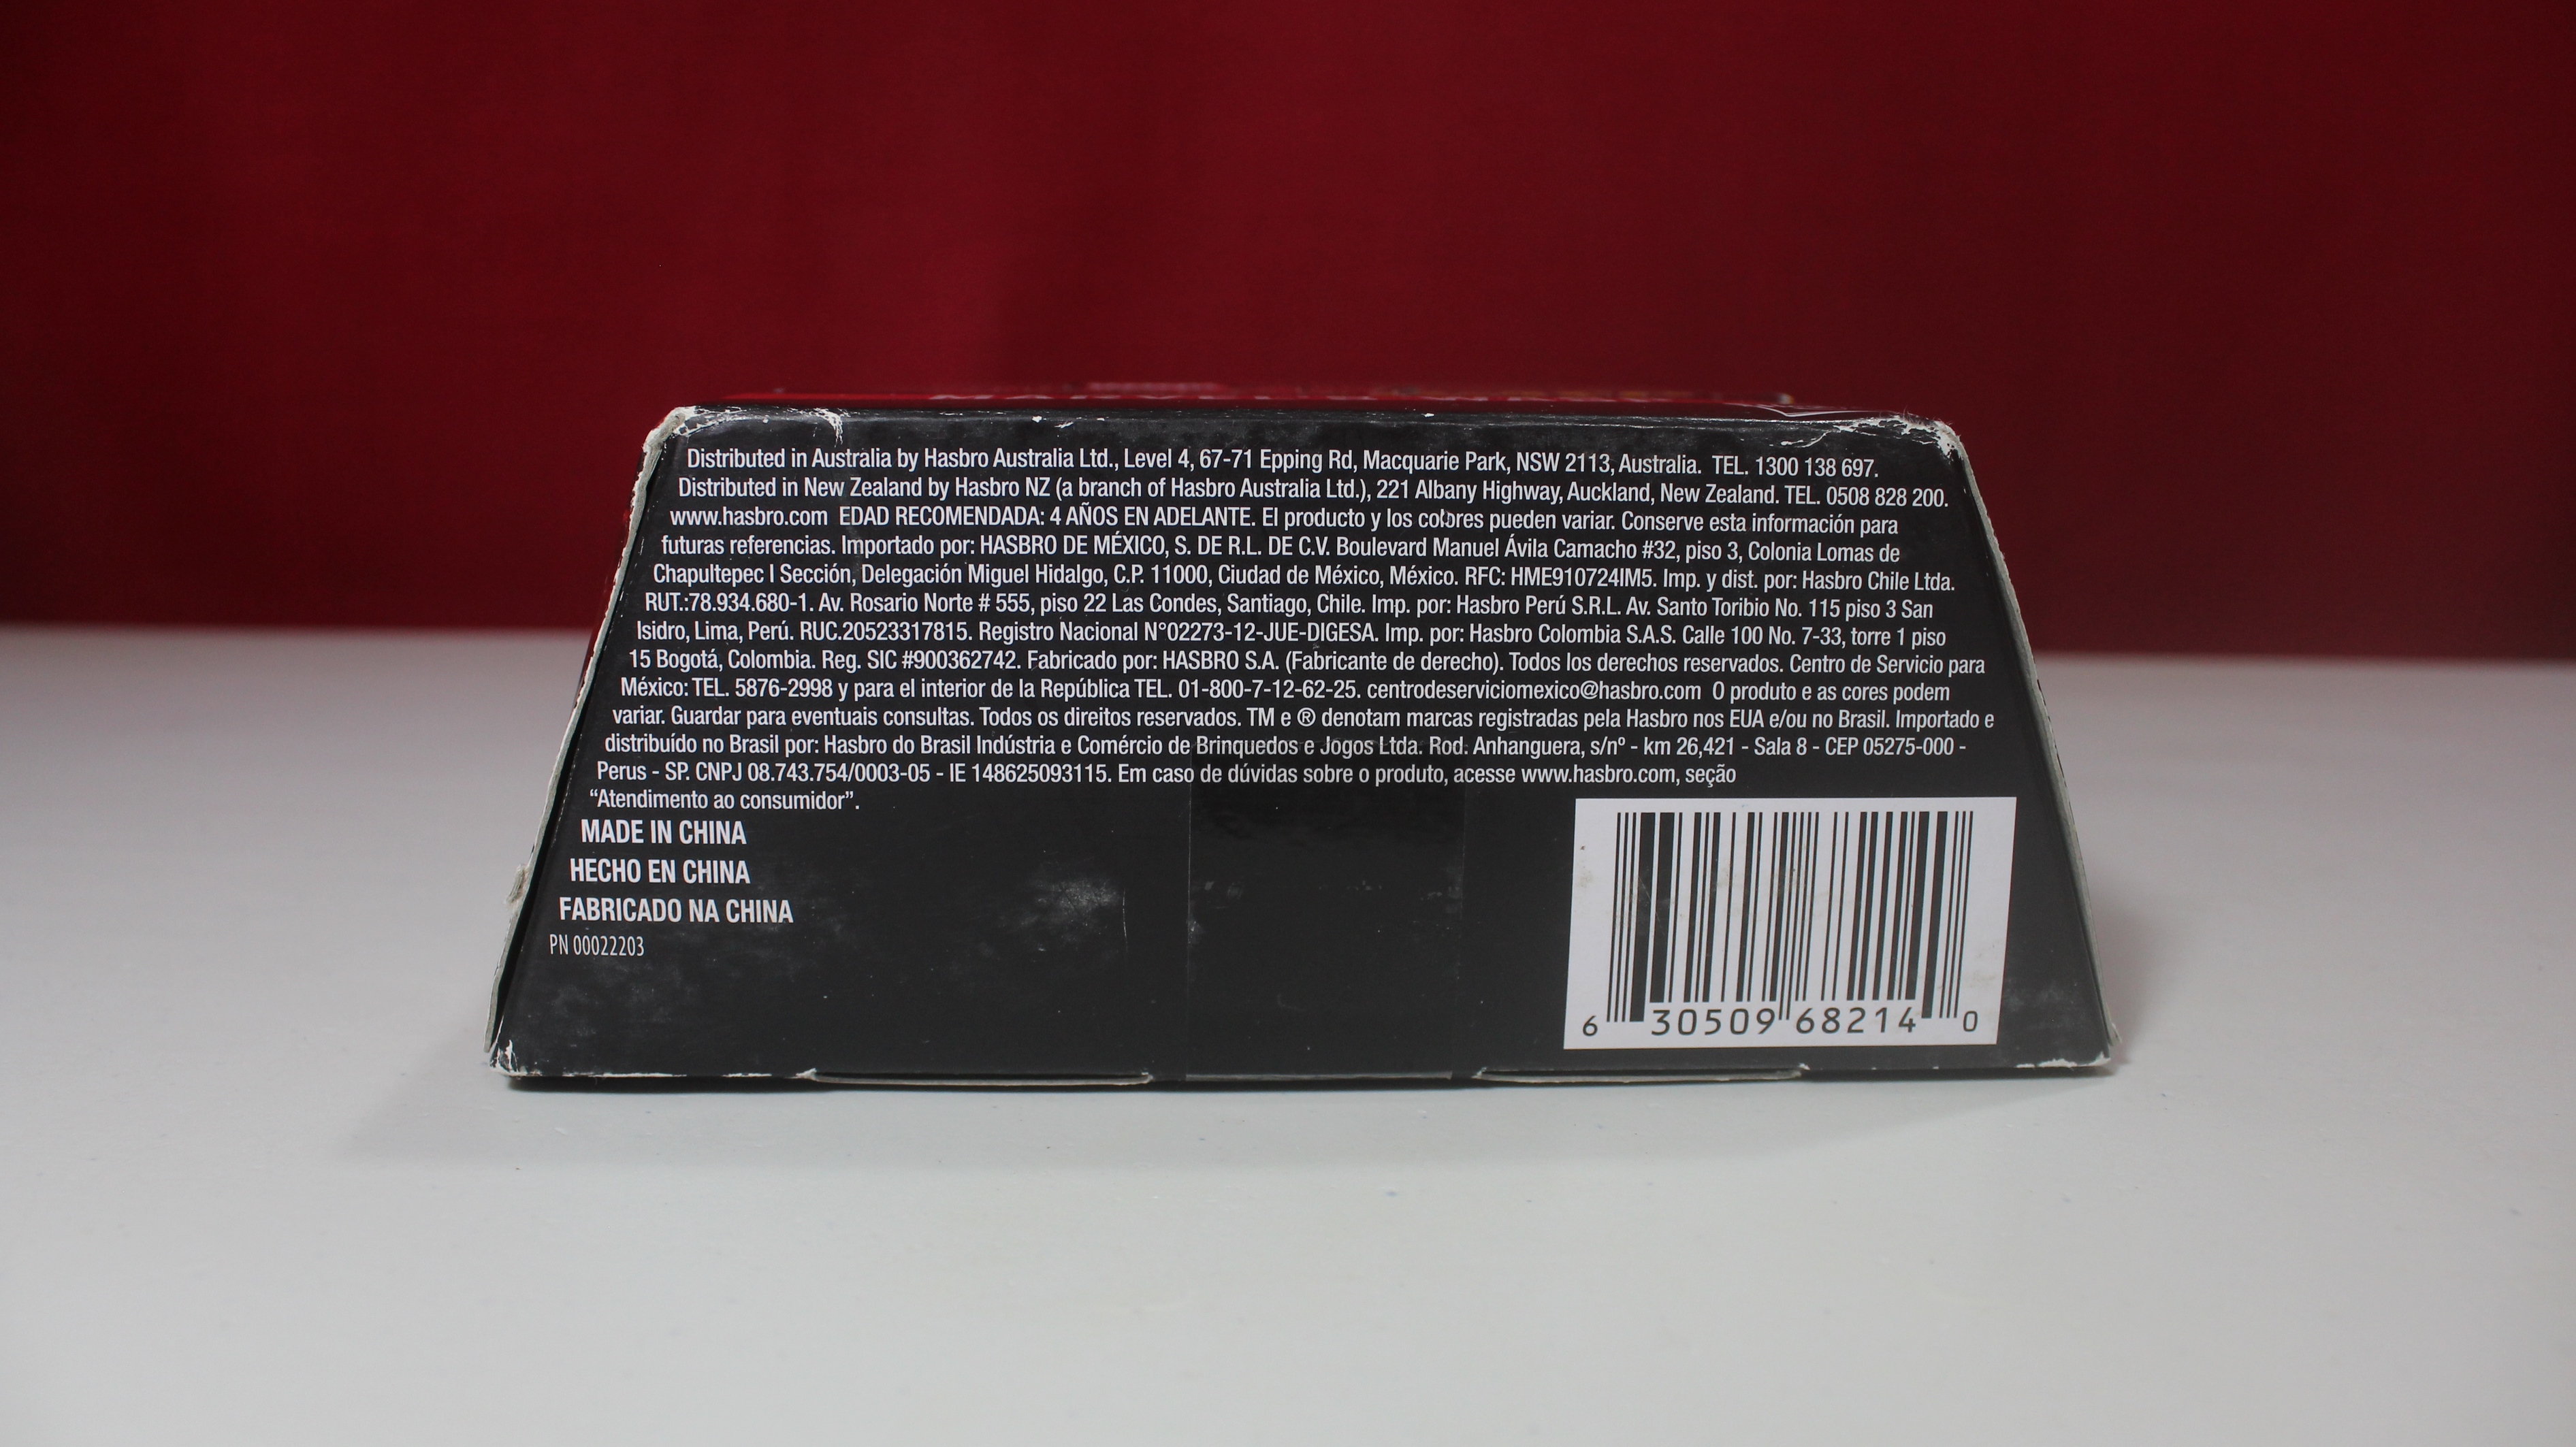 Distributed in Australia by Hasbro Australia Ltd., Level 4, 67-71 Epping Rd, Macquarie Park, NSW 2113, Australia. TEL. 1300 138 697.
Distributed in New Zealand by Hasbro NZ (a branch of Hasbro Australia Ltd.), 221 Albany Highway, Auckland, New Zealand. TEL. 0508 828 200.
www.hasbro.com EDAD RECOMENDADA: 4 AÑOS EN ADELANTE. El producto y los colores pueden variar. Conserve esta información para
futuras referencias. Importado por: HASBRO DE MÉXICO, S. DE R.L. DE C.V. Boulevard Manuel Ávila Camacho #32, piso 3, Colonia Lomas de
Chapultepec I Sección, Delegación Miguel Hidalgo, C.P. 11000, Ciudad de México, México. RFC: HME910724IM5. Imp. y dist. por: Hasbro Chile Ltda.
RUT.:78.934.680-1. Av. Rosario Norte # 555, piso 22 Las Condes, Santiago, Chile. Imp. por: Hasbro Perú S.R.L. Av. Santo Toribio No. 115 piso 3 San
Isidro, Lima, Perú. RUC.20523317815. Registro Nacional N°02273-12-JUE-DIGESA. Imp. por: Hasbro Colombia S.A.S. Calle 100 No. 7-33, torre 1 piso
15 Bogotá, Colombia. Reg. SIC #900362742. Fabricado por: HASBRO S.A. (Fabricante de derecho). Todos los derechos reservados. Centro de Servicio para
México: TEL. 5876-2998 y para el interior de la República TEL. 01-800-7-12-62-25. centrodeserviciomexico@hasbro.com O produto e as cores podem
variar. Guardar para eventuais consultas. Todos os direitos reservados. TM e ® denotam marcas registradas pela Hasbro nos EUA e/ou no Brasil. Importado e
distribuído no Brasil por: Hasbro do Brasil Indústria e Comércio de Brinquedos e Jogos Ltda. Rod. Anhanguera, s/nº - km 26,421 - Sala 8 - CEP 05275-000 -
Perus - SP. CNPJ 08.743.754/0003-05 - IE 148625093115. Em caso de dúvidas sobre o produto, acesse www.hasbro.com, seção
“Atendimento ao consumidor”.
MADE IN CHINA
HECHO EN CHINA
FABRICADO NA CHINA
PN 00022203
6 30509 68214 0